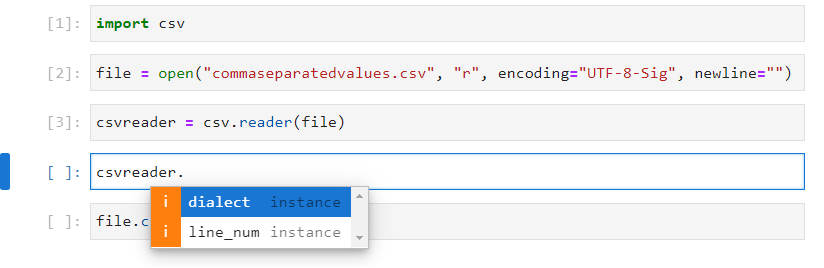 [1]: import csv
[2]: file = open("commaseparatedvalues.csv", "r", encoding="UTF-8-Sig", newline="")
[3]: csvreader = csv.reader(file)
[ ]: csvreader.
i dialect instance
[ ]: file.c
i line_num instance